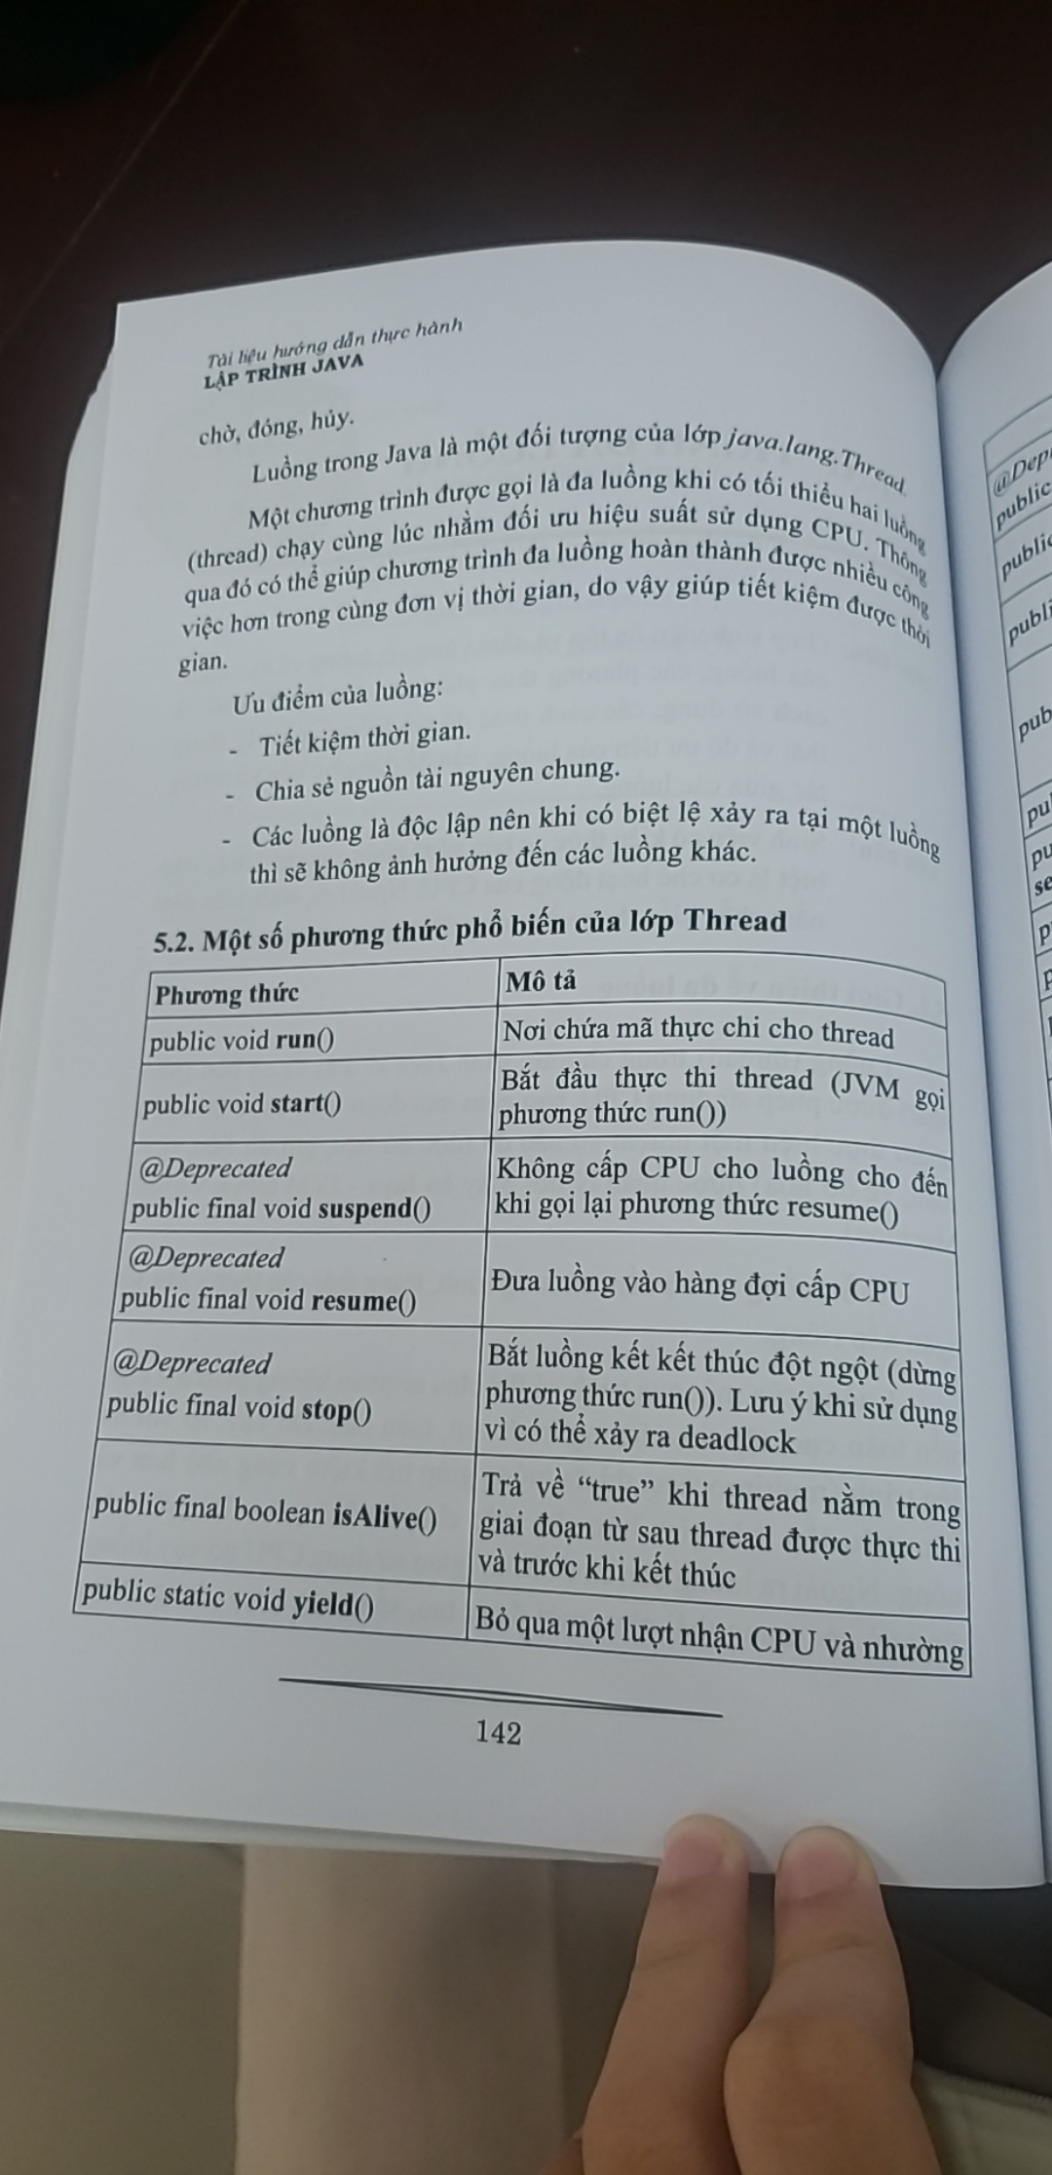 Tài liệu hướng dẫn thực hành
LẬP TRÌNH JAVA
chờ, đóng, hủy.
Luồng trong Java là một đối tượng của lớp java.lang.Thread.
Một chương trình được gọi là đa luồng khi có tối thiểu hai luồng
(thread) chạy cùng lúc nhằm đối ưu hiệu suất sử dụng CPU. Thông
qua đó có thể giúp chương trình đa luồng hoàn thành được nhiều công
việc hơn trong cùng đơn vị thời gian, do vậy giúp tiết kiệm được thời
gian.
Ưu điểm của luồng:
- Tiết kiệm thời gian.
- Chia sẻ nguồn tài nguyên chung.
- Các luồng là độc lập nên khi có biệt lệ xảy ra tại một luồng
thì sẽ không ảnh hưởng đến các luồng khác.
5.2. Một số phương thức phổ biến của lớp Thread
Phương thức
Mô tả
public void run()
Nơi chứa mã thực chi cho thread
public void start()
Bắt đầu thực thi thread (JVM gọi
phương thức run())
@Deprecated
public final void suspend()
Không cấp CPU cho luồng cho đến
khi gọi lại phương thức resume()
@Deprecated
public final void resume()
Đưa luồng vào hàng đợi cấp CPU
@Deprecated
public final void stop()
Bắt luồng kết kết thúc đột ngột (dừng
phương thức run()). Lưu ý khi sử dụng
vì có thể xảy ra deadlock
public final boolean isAlive()
Trả về “true” khi thread nằm trong
giai đoạn từ sau thread được thực thi
và trước khi kết thúc
public static void yield()
Bỏ qua một lượt nhận CPU và nhường
142
@Dep
public
public
publi
pub
pu
pu
se